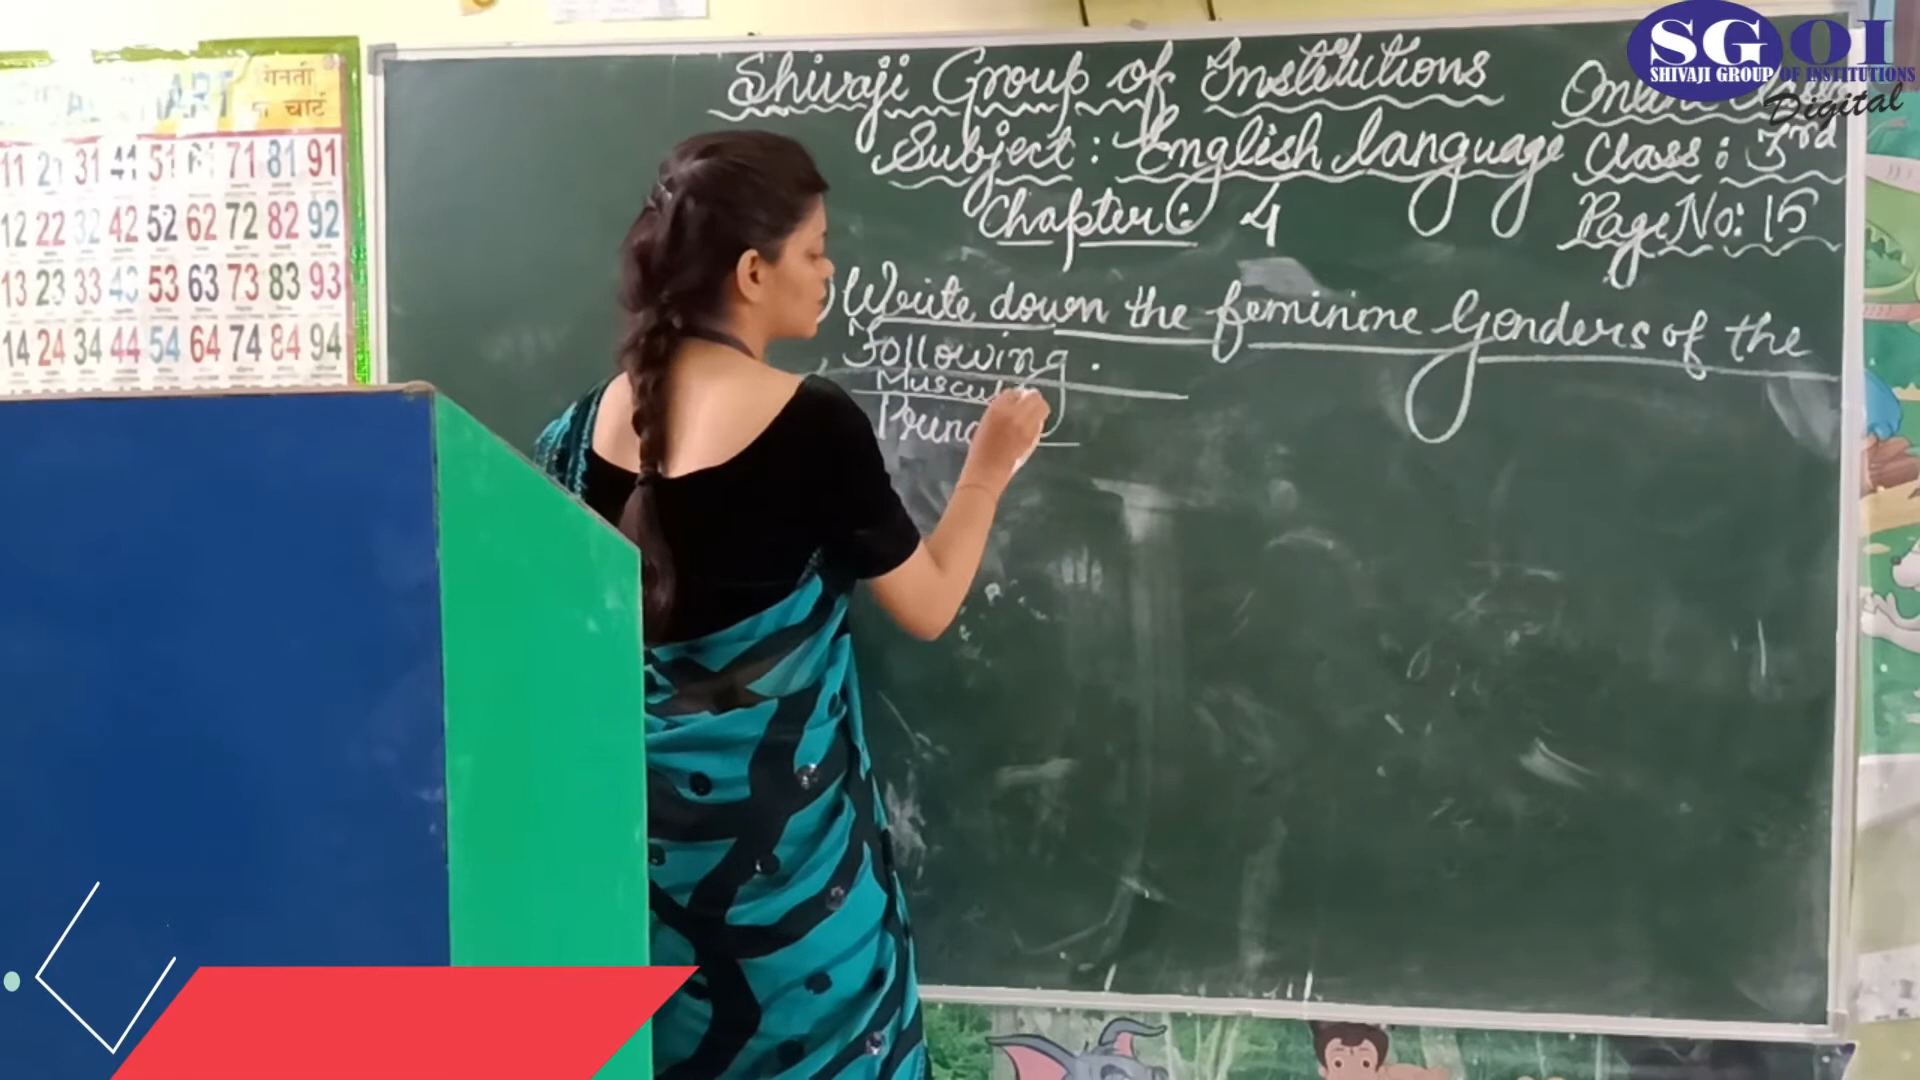 Shivaji Group of Institutions
Subject : English language
Class : 3rd
Chapter : 4
Page No: 15
Write down the feminine Genders of the
Following.
SGOI
SHIVAJI GROUP OF INSTITUTIONS
Digital
गिनती
चार्ट
11 21 31 41 51 61 71 81 91
12 22 32 42 52 62 72 82 92
13 23 33 43 53 63 73 83 93
14 24 34 44 54 64 74 84 94